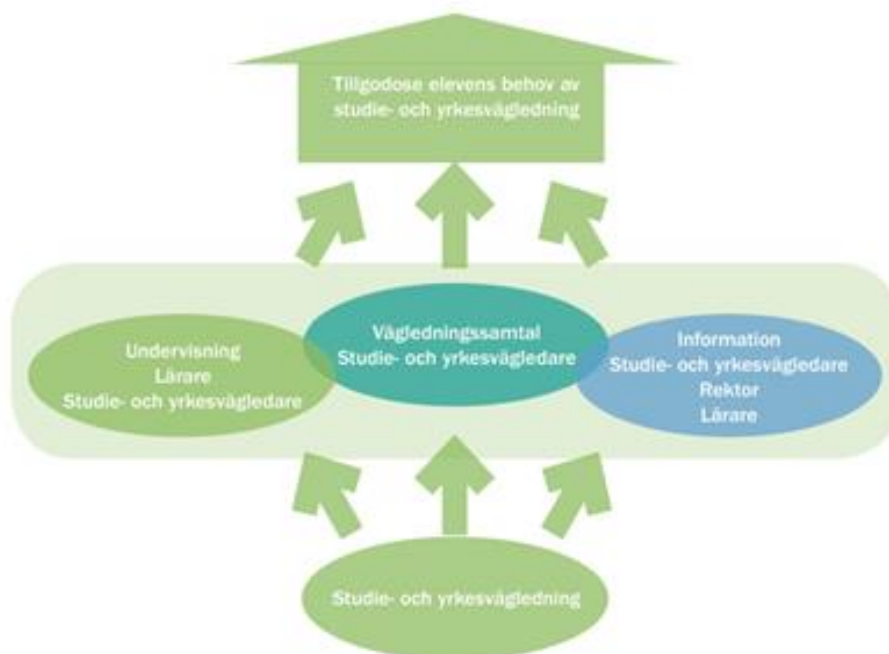 Tillgodose elevens behov av
studie- och yrkesvägledning
Vägledningssamtal
Studie- och yrkesvägledare
Undervisning
Lärare
Studie- och yrkesvägledare
Information
Studie- och yrkesvägledare
Rektor
Lärare
Studie- och yrkesvägledning